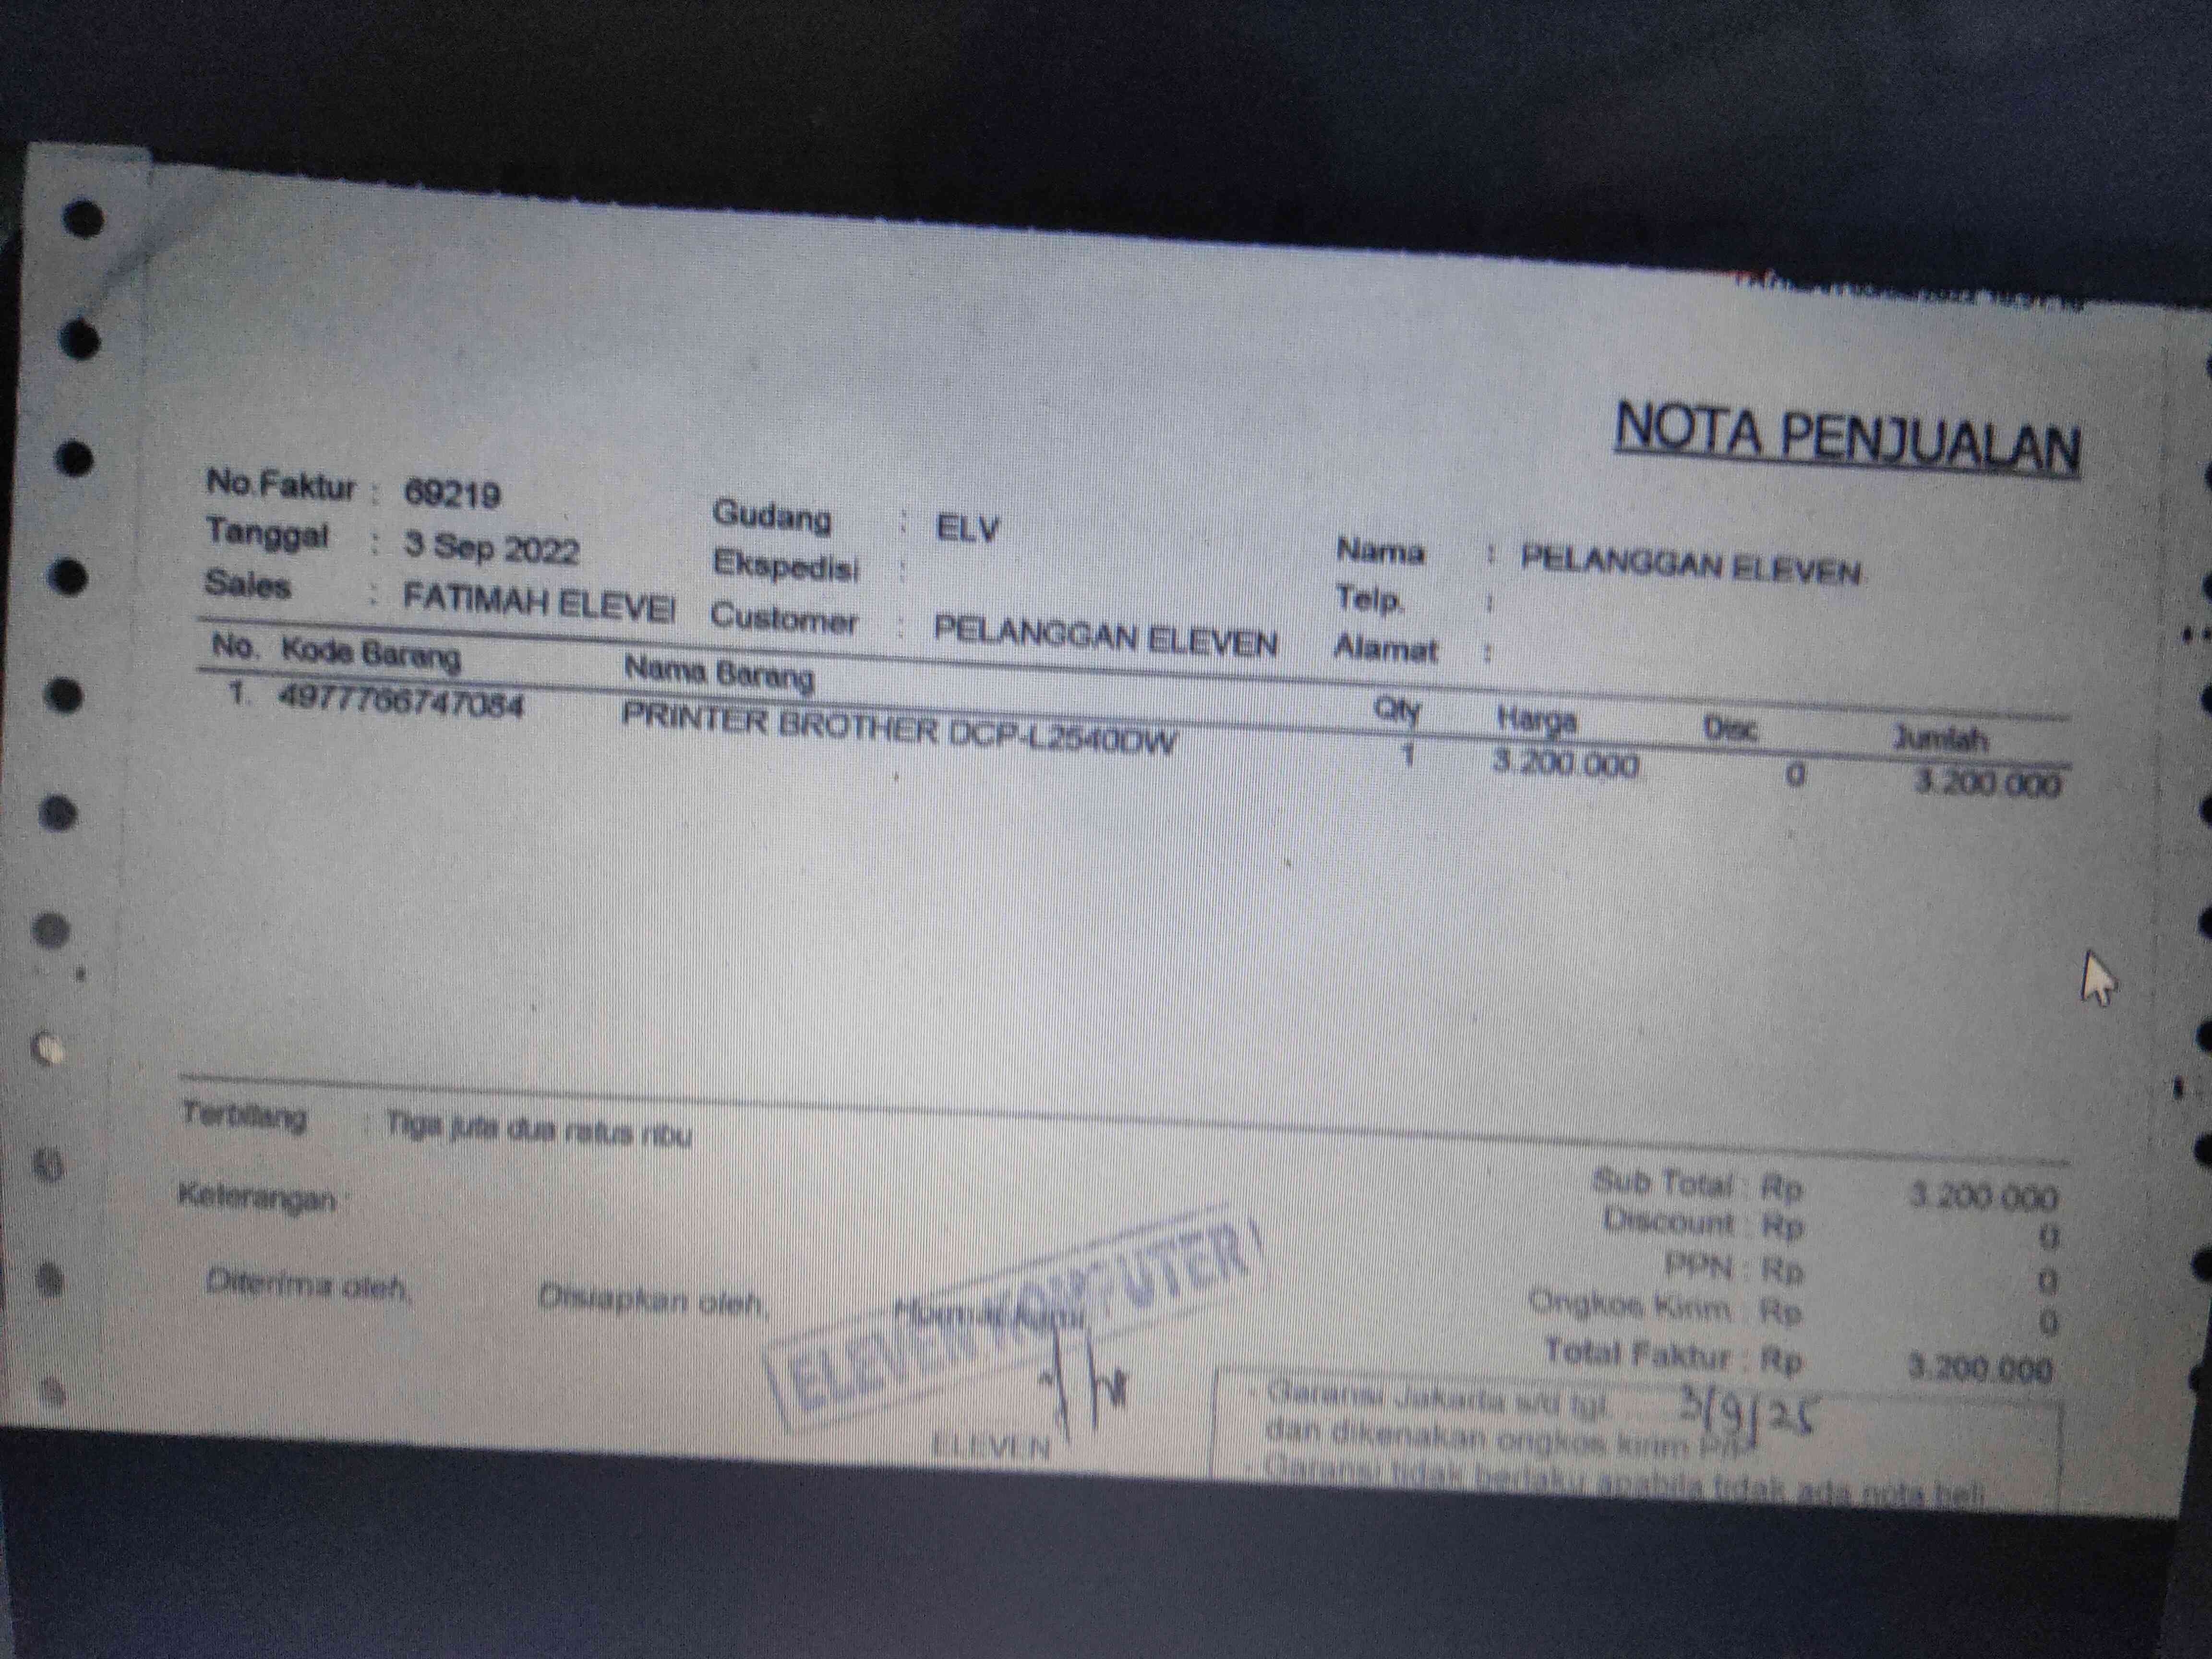 NOTA PENJUALAN
No.Faktur : 69219
Tanggal : 3 Sep 2022
Sales : FATIMAH ELEVEI
Gudang : ELV
Ekspedisi :
Customer : PELANGGAN ELEVEN
Nama : PELANGGAN ELEVEN
Telp. :
Alamat :
No. Kode Barang Nama Barang Qty Harga Disc Jumlah
1. 4977766747084 PRINTER BROTHER DCP-L2540DW 1 3.200.000 0 3.200.000
Terbilang : Tiga juta dua ratus ribu
Keterangan :
Sub Total : Rp 3.200.000
Discount : Rp 0
PPN : Rp 0
Ongkos Kirim : Rp 0
Total Faktur : Rp 3.200.000
Diterima oleh, Disiapkan oleh, Hormat Kami,
ELEVEN KOMPUTER
ELEVEN
- Garansi Jakarta s/d tgl. 3/9/25
dan dikenakan ongkos kirim P/P
- Garansi tidak berlaku apabila tidak ada nota beli